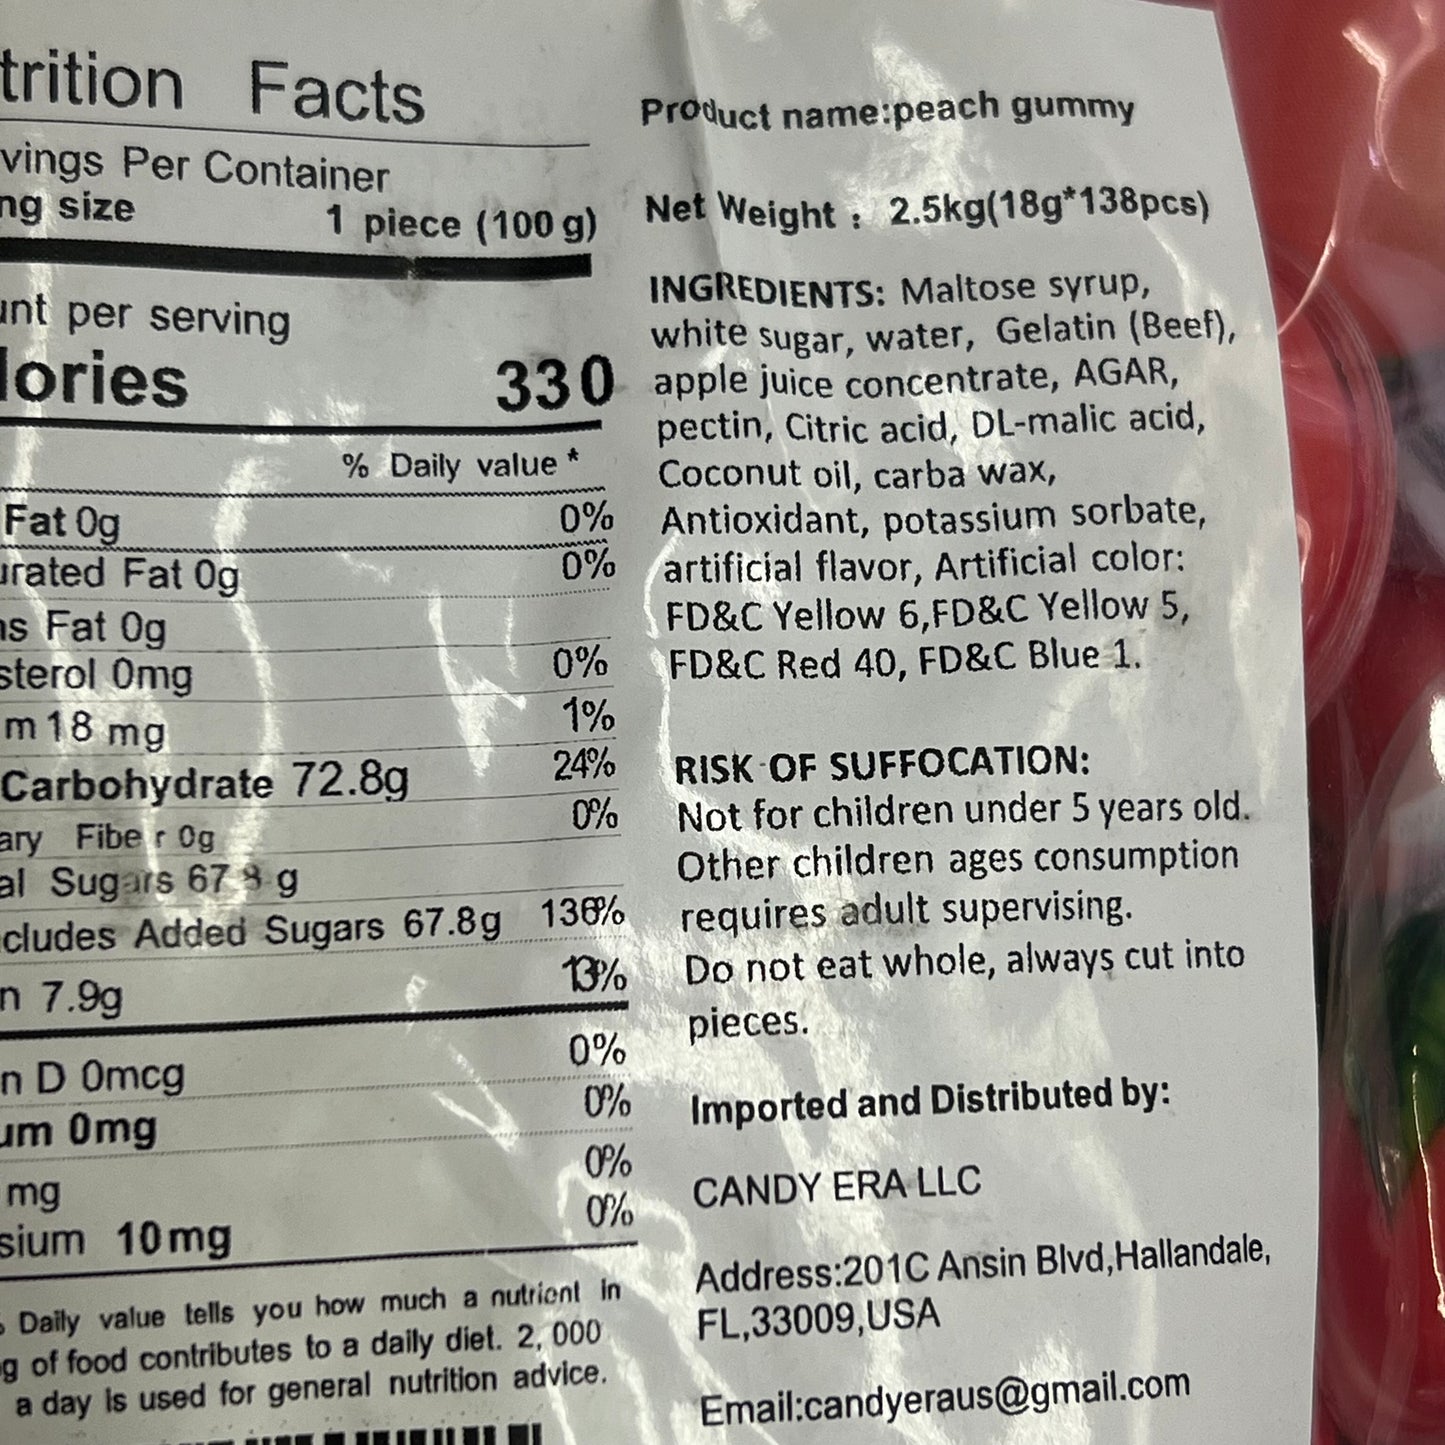 trition Facts
vings Per Container
ng size 1 piece (100 g)
unt per serving
lories 330
% Daily value *
Fat 0g 0%
urated Fat 0g 0%
ns Fat 0g
sterol 0mg 0%
m 18 mg 1%
Carbohydrate 72.8g 24%
ary Fiber 0g 0%
al Sugars 67.8 g
cludes Added Sugars 67.8g 136%
n 7.9g 13%
n D 0mcg 0%
um 0mg 0%
mg 0%
sium 10mg 0%
Daily value tells you how much a nutrient in
g of food contributes to a daily diet. 2, 000
a day is used for general nutrition advice.
Product name:peach gummy
Net Weight : 2.5kg(18g*138pcs)
INGREDIENTS: Maltose syrup,
white sugar, water, Gelatin (Beef),
apple juice concentrate, AGAR,
pectin, Citric acid, DL-malic acid,
Coconut oil, carba wax,
Antioxidant, potassium sorbate,
artificial flavor, Artificial color:
FD&C Yellow 6,FD&C Yellow 5,
FD&C Red 40, FD&C Blue 1.
RISK OF SUFFOCATION:
Not for children under 5 years old.
Other children ages consumption
requires adult supervising.
Do not eat whole, always cut into
pieces.
Imported and Distributed by:
CANDY ERA LLC
Address:201C Ansin Blvd,Hallandale,
FL,33009,USA
Email:candyeraus@gmail.com